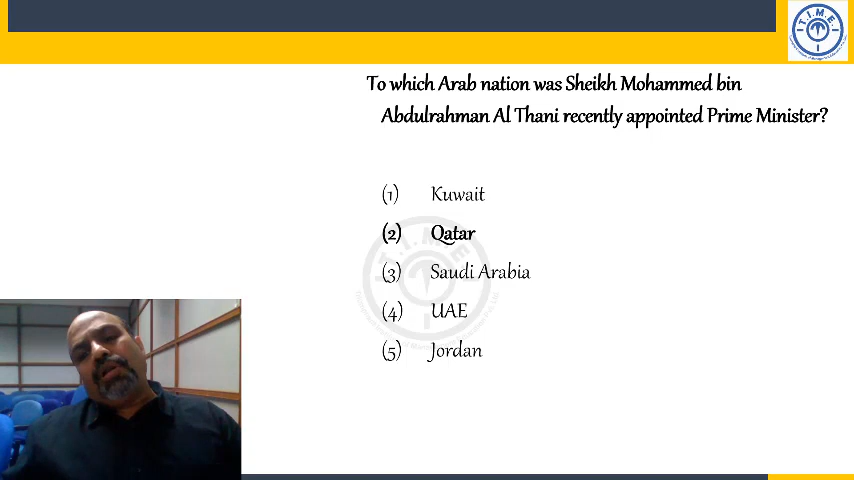 T.I.M.E.
To which Arab nation was Sheikh Mohammed bin
Abdulrahman Al Thani recently appointed Prime Minister?
(1) Kuwait
(2) Qatar
(3) Saudi Arabia
(4) UAE
(5) Jordan